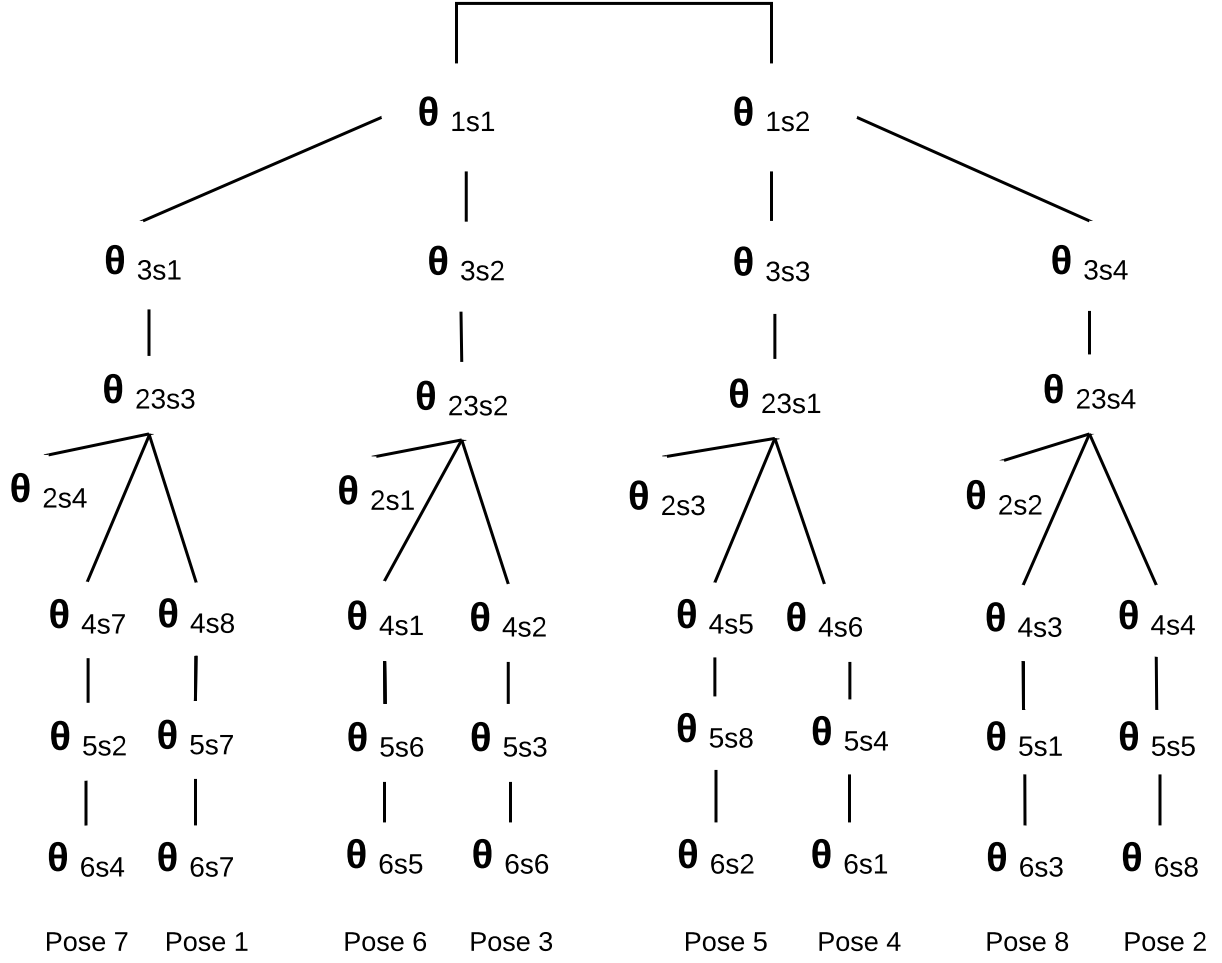 θ 1s1 θ 1s2
θ 3s1 θ 3s2 θ 3s3 θ 3s4
θ 23s3 θ 23s2 θ 23s1 θ 23s4
θ 2s4 θ 2s1 θ 2s3 θ 2s2
θ 4s7 θ 4s8 θ 4s1 θ 4s2 θ 4s5 θ 4s6 θ 4s3 θ 4s4
θ 5s2 θ 5s7 θ 5s6 θ 5s3 θ 5s8 θ 5s4 θ 5s1 θ 5s5
θ 6s4 θ 6s7 θ 6s5 θ 6s6 θ 6s2 θ 6s1 θ 6s3 θ 6s8
Pose 7 Pose 1 Pose 6 Pose 3 Pose 5 Pose 4 Pose 8 Pose 2